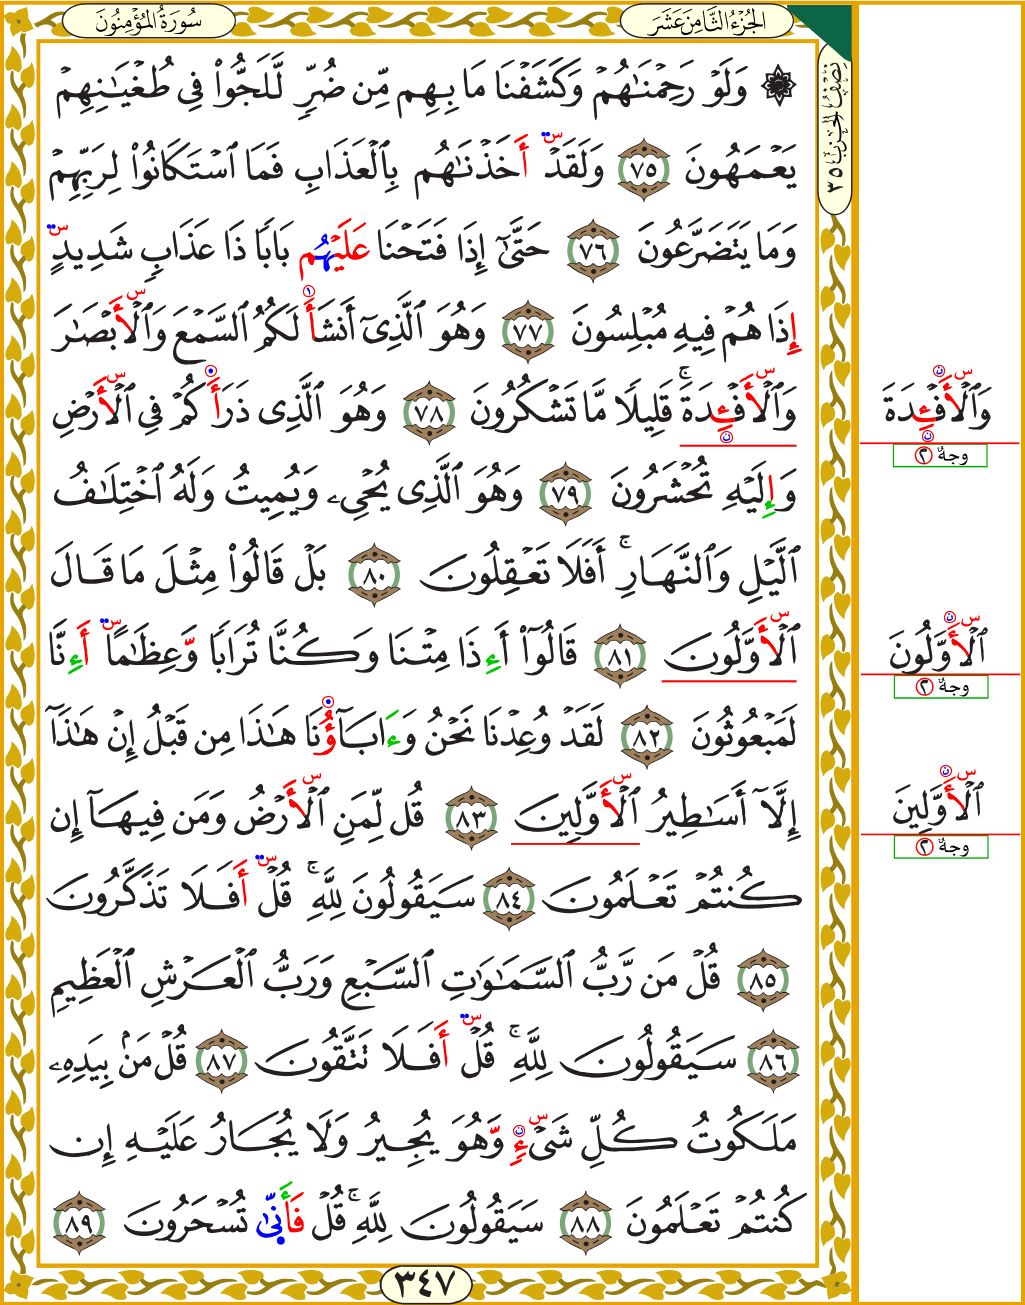 سُورَةُ المُؤْمِنُونَ
الجُزْءُ الثَّامِنَ عَشَرَ
نِصْفُ الحِزْبِ ٣٥
۞ وَلَوْ رَحِمْنَٰهُمْ وَكَشَفْنَا مَا بِهِم مِّن ضُرٍّۢ لَّلَجُّوا۟ فِى طُغْيَٰنِهِمْ
يَعْمَهُونَ ٧٥ وَلَقَدْ أَخَذْنَٰهُم بِٱلْعَذَابِ فَمَا ٱسْتَكَانُوا۟ لِرَبِّهِمْ
وَمَا يَتَضَرَّعُونَ ٧٦ حَتَّىٰٓ إِذَا فَتَحْنَا عَلَيْهُم بَابًۭا ذَا عَذَابٍۢ شَدِيدٍ
إِذَا هُمْ فِيهِ مُبْلِسُونَ ٧٧ وَهُوَ ٱلَّذِىٓ أَنشَأَ لَكُمُ ٱلسَّمْعَ وَٱلْأَبْصَٰرَ
وَٱلْأَفْـِٔدَةَ ۚ قَلِيلًۭا مَّا تَشْكُرُونَ ٧٨ وَهُوَ ٱلَّذِى ذَرَأَكُمْ فِى ٱلْأَرْضِ
وَإِلَيْهِ تُحْشَرُونَ ٧٩ وَهُوَ ٱلَّذِى يُحْىِۦ وَيُمِيتُ وَلَهُ ٱخْتِلَٰفُ
ٱلَّيْلِ وَٱلنَّهَارِ ۚ أَفَلَا تَعْقِلُونَ ٨٠ بَلْ قَالُوا۟ مِثْلَ مَا قَالَ
ٱلْأَوَّلُونَ ٨١ قَالُوٓا۟ أَءِذَا مِتْنَا وَكُنَّا تُرَابًۭا وَعِظَٰمًا أَءِنَّا
لَمَبْعُوثُونَ ٨٢ لَقَدْ وُعِدْنَا نَحْنُ وَءَابَآؤُنَا هَٰذَا مِن قَبْلُ إِنْ هَٰذَآ
إِلَّآ أَسَٰطِيرُ ٱلْأَوَّلِينَ ٨٣ قُل لِّمَنِ ٱلْأَرْضُ وَمَن فِيهَآ إِن
كُنتُمْ تَعْلَمُونَ ٨٤ سَيَقُولُونَ لِلَّهِ ۚ قُلْ أَفَلَا تَذَكَّرُونَ
٨٥ قُلْ مَن رَّبُّ ٱلسَّمَٰوَٰتِ ٱلسَّبْعِ وَرَبُّ ٱلْعَرْشِ ٱلْعَظِيمِ
٨٦ سَيَقُولُونَ لِلَّهِ ۚ قُلْ أَفَلَا تَتَّقُونَ ٨٧ قُلْ مَنۢ بِيَدِهِۦ
مَلَكُوتُ كُلِّ شَىْءٍۢ وَهُوَ يُجِيرُ وَلَا يُجَارُ عَلَيْهِ إِن
كُنتُمْ تَعْلَمُونَ ٨٨ سَيَقُولُونَ لِلَّهِ ۚ قُلْ فَأَنَّىٰ تُسْحَرُونَ ٨٩
٣٤٧
وَٱلْأَفْـِٔدَةَ
وجهٌ ٢
ٱلْأَوَّلُونَ
وجهٌ ٢
ٱلْأَوَّلِينَ
وجهٌ ٢